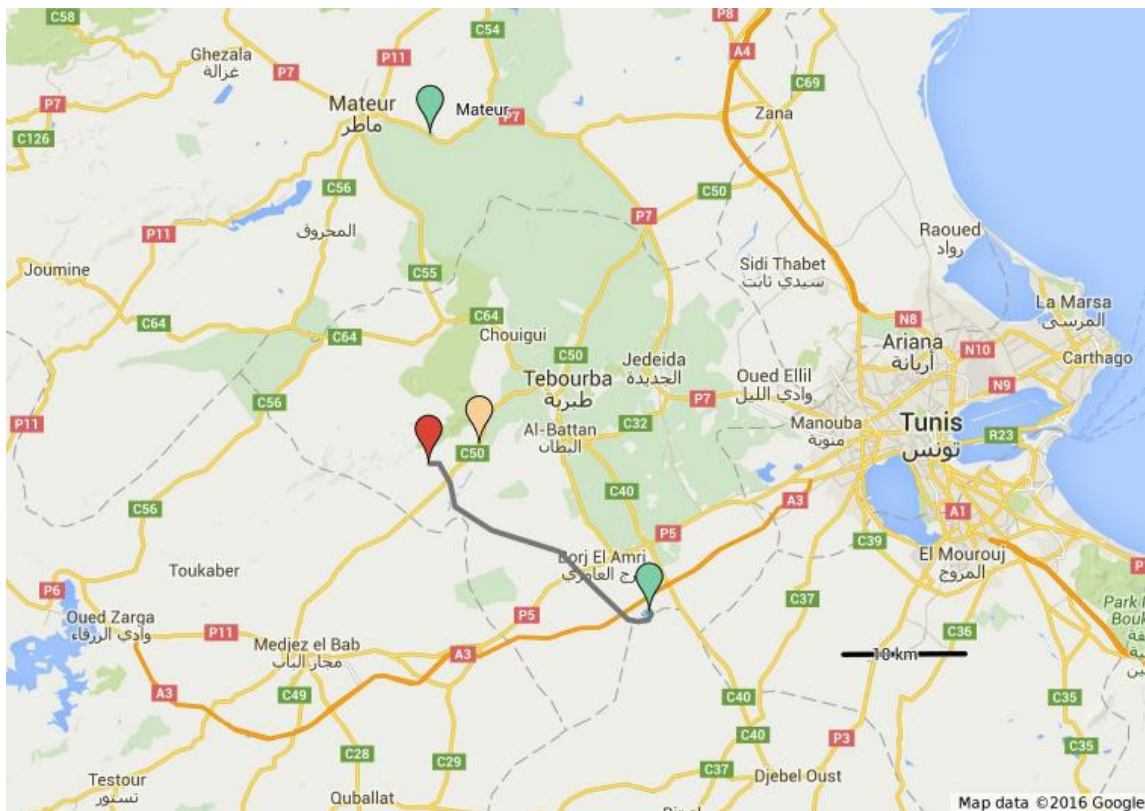 C58
P11
C54
P8
A4
Ghezala
غزالة
P7
C69
P7
Mateur
ماطر
Mateur
P7
Zana
C126
C56
C50
P11
المحروف
P7
Raoued
رواد
Joumine
C55
Sidi Thabet
سيدي ثابت
La Marsa
المرسى
C64
C64
C64
Chouigui
N8
Ariana
أريانة
N10
Carthago
C50
Jedeida
الجديدة
Tebourba
طبربة
Oued Ellil
وادي الليل
N9
C56
P7
P11
C32
Al-Battan
البطان
Manouba
منوبة
Tunis
تونس
R23
C50
C40
A3
C56
P5
A1
C39
El Mourouj
المروج
Toukaber
Borj El Amri
برج العامري
P6
C37
Oued Zarga
وادي الزرقاء
P11
P5
C36
Medjez el Bab
مجاز الباب
A3
10 km
A3
C49
C40
C35
C40
P3
C35
C28
C29
C37
Testour
تستور
Quballat
Djebel Oust
Map data ©2016 Google